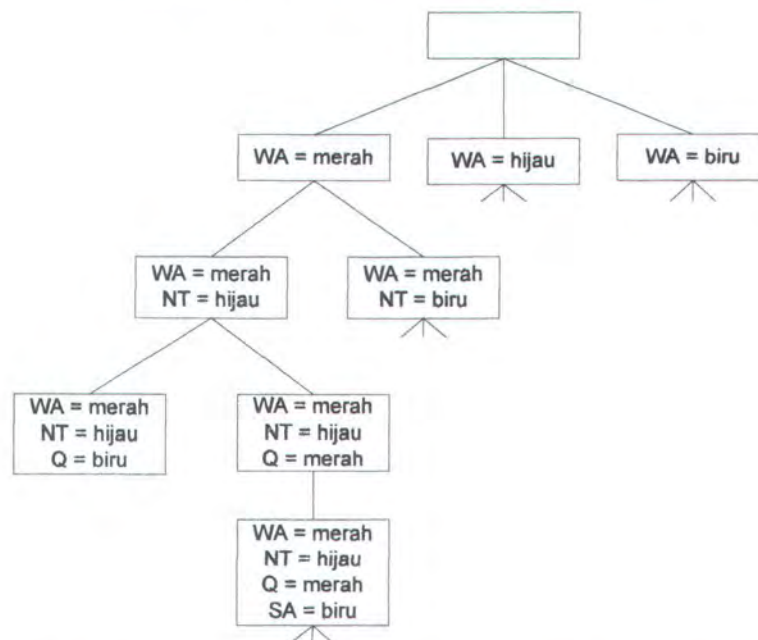 WA = merah
WA = hijau
WA = biru
WA = merah
NT = hijau
WA = merah
NT = biru
WA = merah
NT = hijau
Q = biru
WA = merah
NT = hijau
Q = merah
WA = merah
NT = hijau
Q = merah
SA = biru